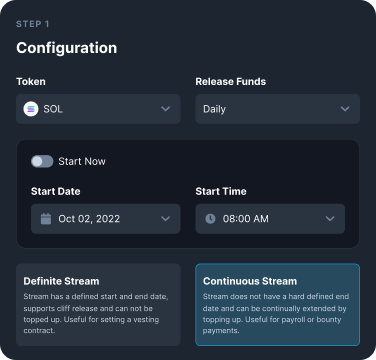 STEP 1
Configuration
Token
Release Funds
SOL
Daily
Start Now
Start Date
Start Time
Oct 02, 2022
08:00 AM
Definite Stream
Stream has a defined start and end date,
supports cliff release and can not be
topped up. Useful for setting a vesting
contract.
Continuous Stream
Stream does not have a hard defined end
date and can be continually extended by
topping up. Useful for payroll or bounty
payments.